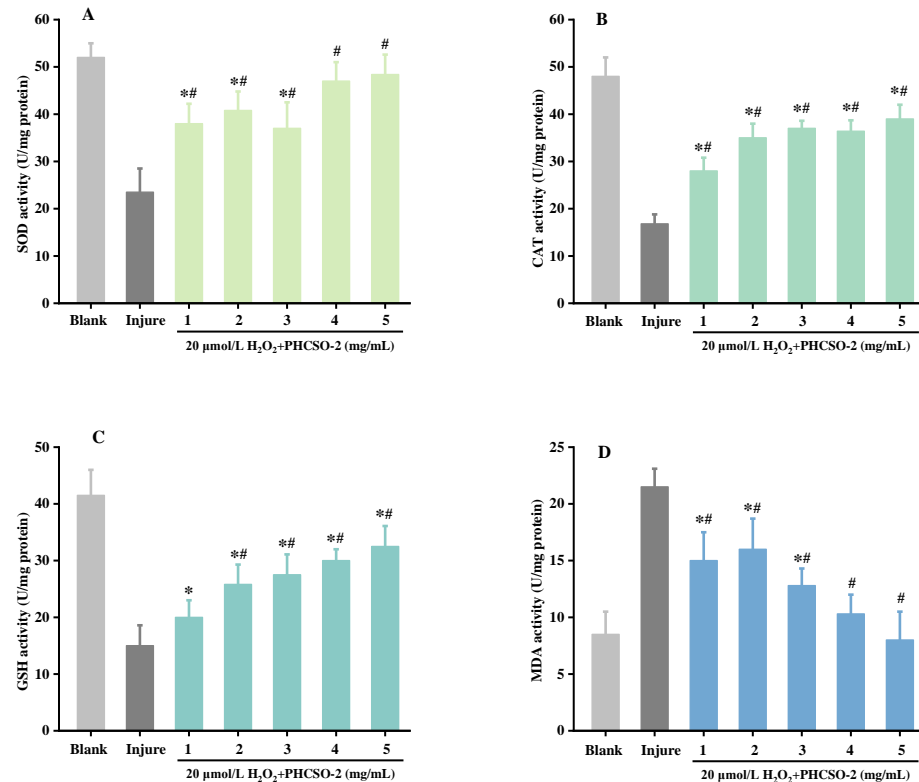 A
SOD activity (U/mg protein)
60
50
40
30
20
10
0
*#
*#
*#
#
#
Blank Injure 1 2 3 4 5
20 μmol/L H₂O₂+PHCSO-2 (mg/mL)
B
CAT activity (U/mg protein)
60
50
40
30
20
10
0
*#
*#
*#
*#
*#
Blank Injure 1 2 3 4 5
20 μmol/L H₂O₂+PHCSO-2 (mg/mL)
C
GSH activity (U/mg protein)
50
40
30
20
10
0
*
*#
*#
*#
*#
Blank Injure 1 2 3 4 5
20 μmol/L H₂O₂+PHCSO-2 (mg/mL)
D
MDA activity (U/mg protein)
25
20
15
10
5
0
*#
*#
*#
#
#
Blank Injure 1 2 3 4 5
20 μmol/L H₂O₂+PHCSO-2 (mg/mL)